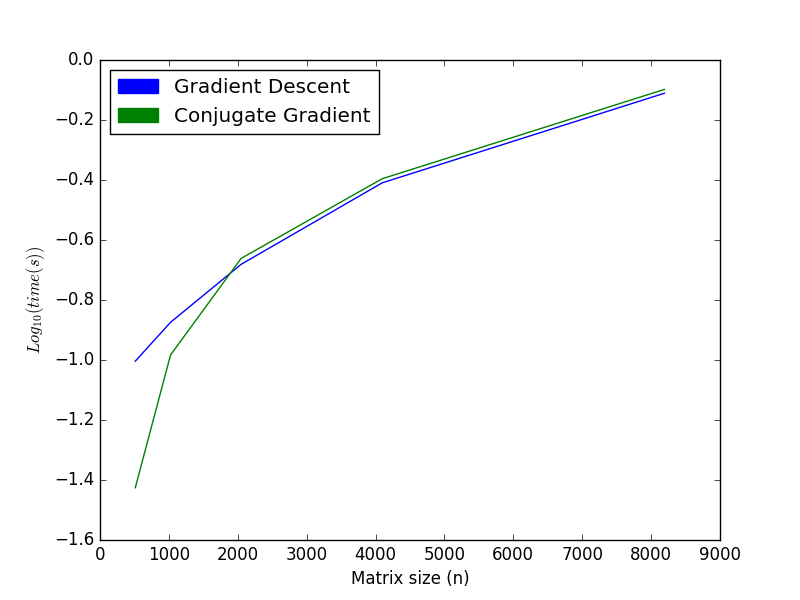 0.0
−0.2
−0.4
−0.6
−0.8
−1.0
−1.2
−1.4
−1.6
Log₁₀(time(s))
Gradient Descent
Conjugate Gradient
0 1000 2000 3000 4000 5000 6000 7000 8000 9000
Matrix size (n)